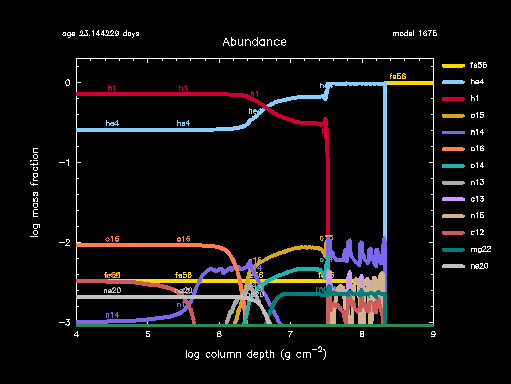 age 23.144229 days
model 1675
Abundance
log mass fraction
0
−1
−2
−3
h1 h1 h1
he4 he4 he4
fe56
o16 o16
fe56 fe56
ne20 ne20
n14
4 5 6 7 8 9
log column depth (g cm−2)
fe56
he4
h1
o15
n14
o16
o14
n13
c13
n15
c12
mg22
ne20